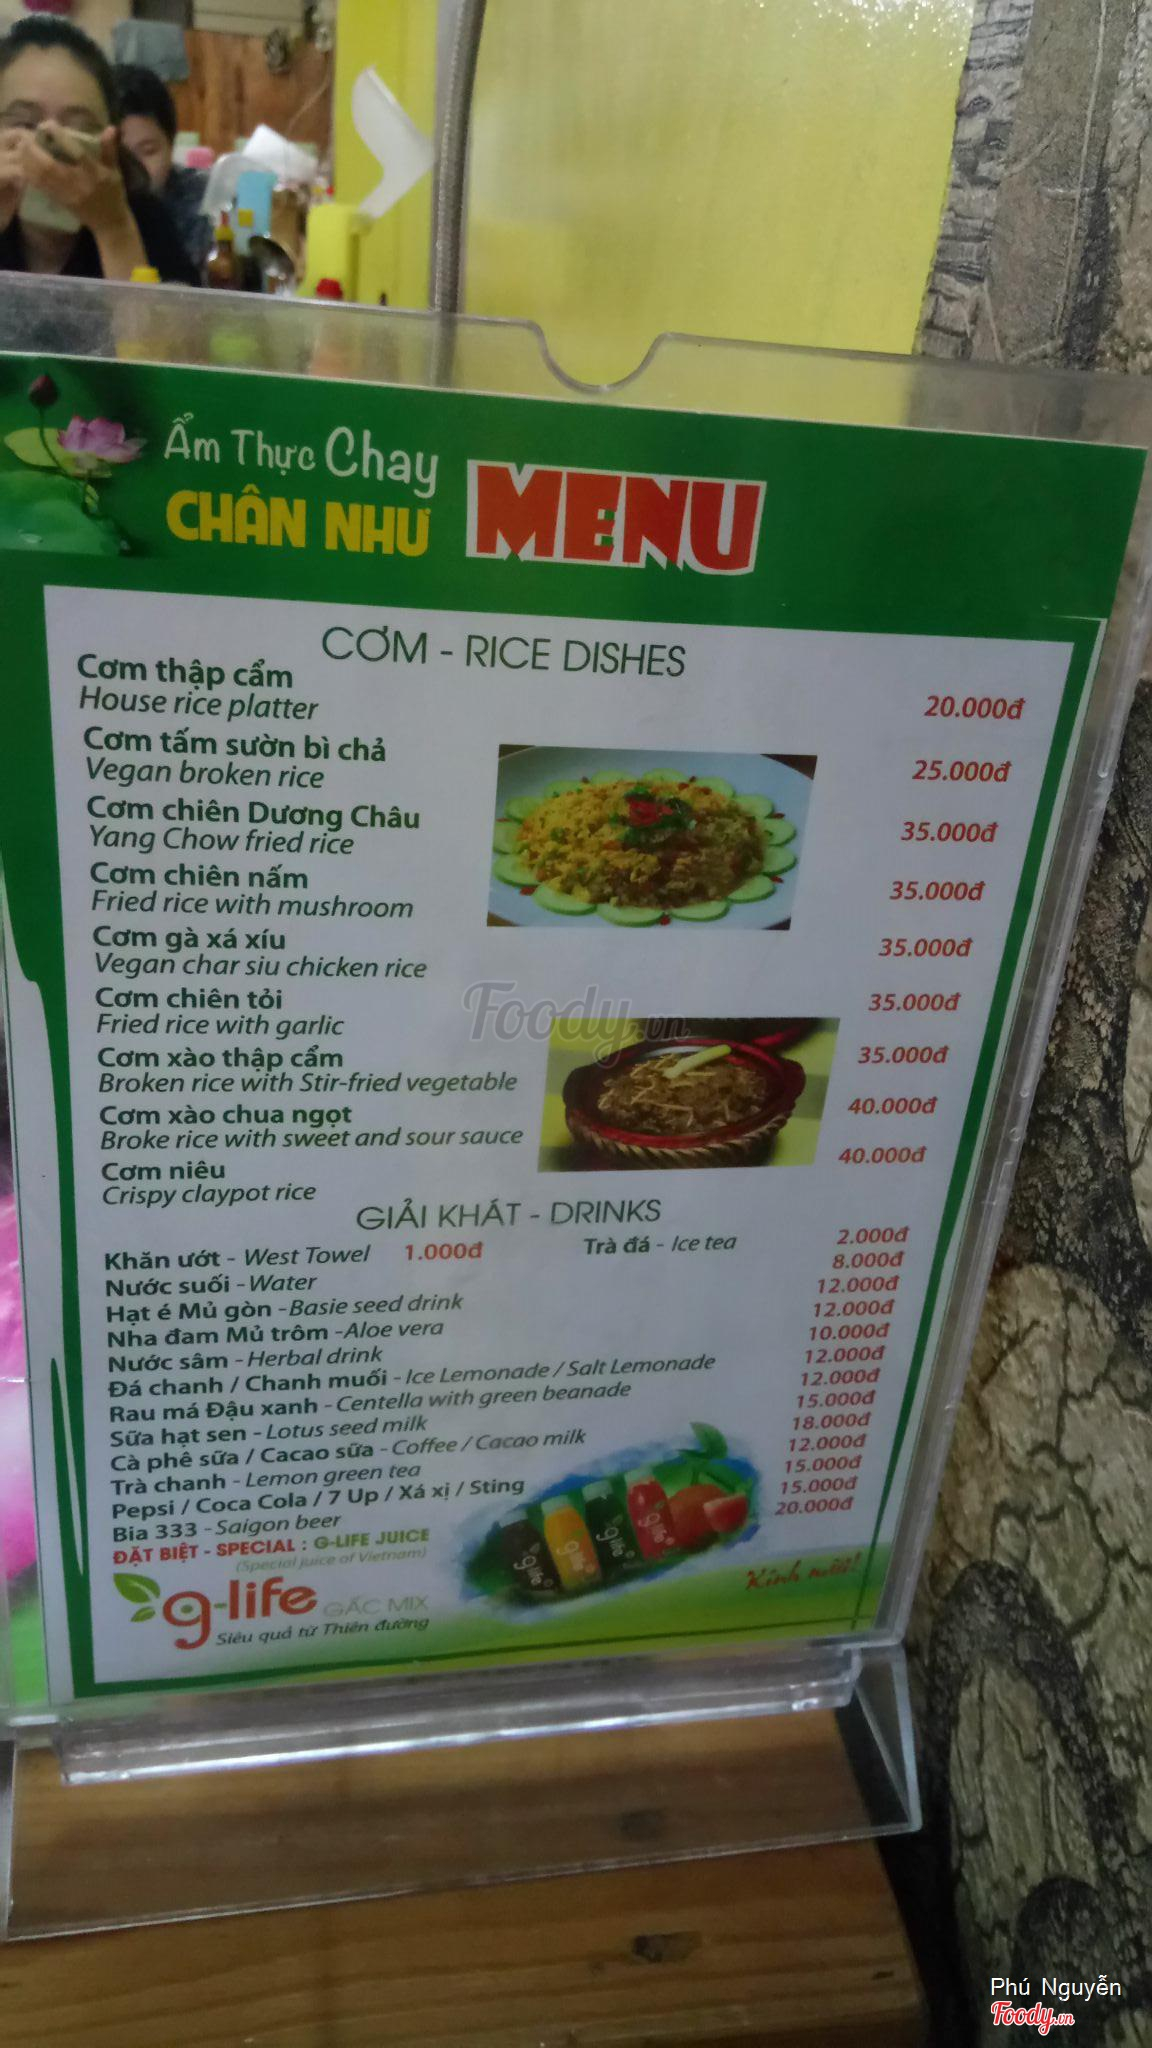 Ẩm Thực Chay
CHÂN NHƯ
MENU
CƠM - RICE DISHES
Cơm thập cẩm
House rice platter
20.000đ
Cơm tấm sườn bì chả
Vegan broken rice
25.000đ
Cơm chiên Dương Châu
Yang Chow fried rice
35.000đ
Cơm chiên nấm
Fried rice with mushroom
35.000đ
Cơm gà xá xíu
Vegan char siu chicken rice
35.000đ
Cơm chiên tỏi
Fried rice with garlic
35.000đ
Cơm xào thập cẩm
Broken rice with Stir-fried vegetable
35.000đ
Cơm xào chua ngọt
Broke rice with sweet and sour sauce
40.000đ
Cơm niêu
Crispy claypot rice
40.000đ
GIẢI KHÁT - DRINKS
Khăn ướt - West Towel 1.000đ Trà đá - Ice tea 2.000đ
Nước suối - Water 8.000đ
Hạt é Mủ gòn - Basie seed drink 12.000đ
Nha đam Mủ trôm - Aloe vera 12.000đ
Nước sâm - Herbal drink 10.000đ
Đá chanh / Chanh muối - Ice Lemonade / Salt Lemonade 12.000đ
Rau má Đậu xanh - Centella with green beanade 12.000đ
Sữa hạt sen - Lotus seed milk 15.000đ
Cà phê sữa / Cacao sữa - Coffee / Cacao milk 18.000đ
Trà chanh - Lemon green tea 12.000đ
Pepsi / Coca Cola / 7 Up / Xá xị / Sting 15.000đ
Bia 333 - Saigon beer 15.000đ
ĐẶT BIỆT - SPECIAL : G-LIFE JUICE 20.000đ
(Special juice of Vietnam)
g-life GẤC MIX
Siêu quả từ Thiên đường
Kính mời!
g-life
g-life
g-life
g-life
Foody.vn
Phú Nguyễn
Foody.vn